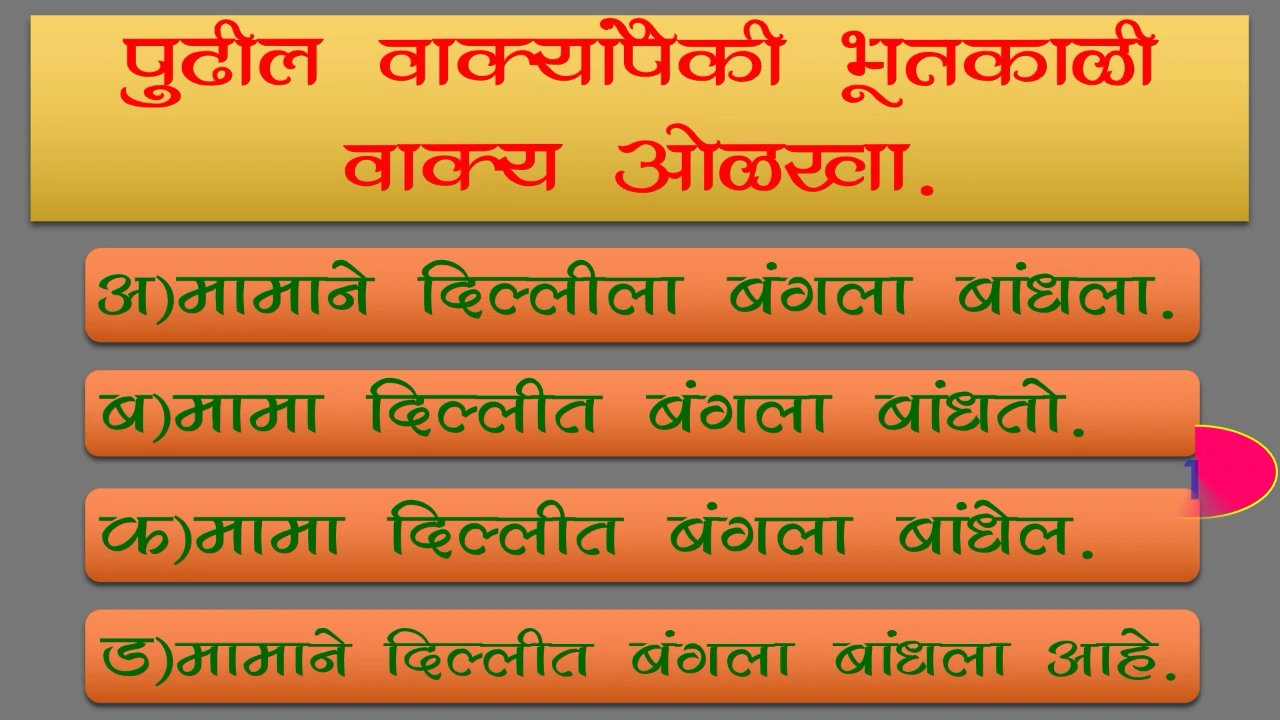 पुढील वाक्यांपैकी भूतकाळी
वाक्य ओळखा.
अ)मामाने दिल्लीला बंगला बांधला.
ब)मामा दिल्लीत बंगला बांधतो.
क)मामा दिल्लीत बंगला बांधेल.
ड)मामाने दिल्लीत बंगला बांधला आहे.